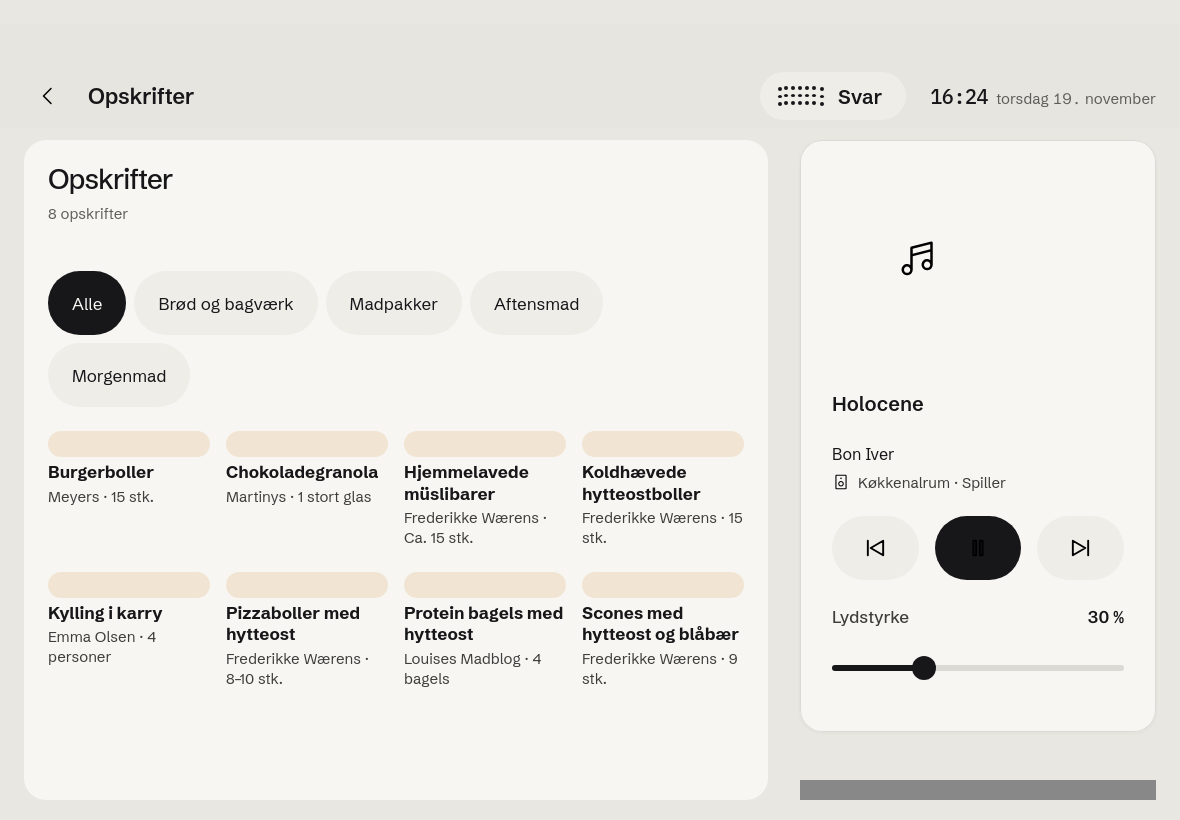 Opskrifter
Svar
16:24 torsdag 19. november
Opskrifter
8 opskrifter
Alle
Brød og bagværk
Madpakker
Aftensmad
Morgenmad
Burgerboller
Meyers · 15 stk.
Chokoladegranola
Martinys · 1 stort glas
Hjemmelavede
müslibarer
Frederikke Wærens ·
Ca. 15 stk.
Koldhævede
hytteostboller
Frederikke Wærens · 15
stk.
Kylling i karry
Emma Olsen · 4
personer
Pizzaboller med
hytteost
Frederikke Wærens ·
8–10 stk.
Protein bagels med
hytteost
Louises Madblog · 4
bagels
Scones med
hytteost og blåbær
Frederikke Wærens · 9
stk.
Holocene
Bon Iver
Køkkenalrum · Spiller
Lydstyrke
30 %